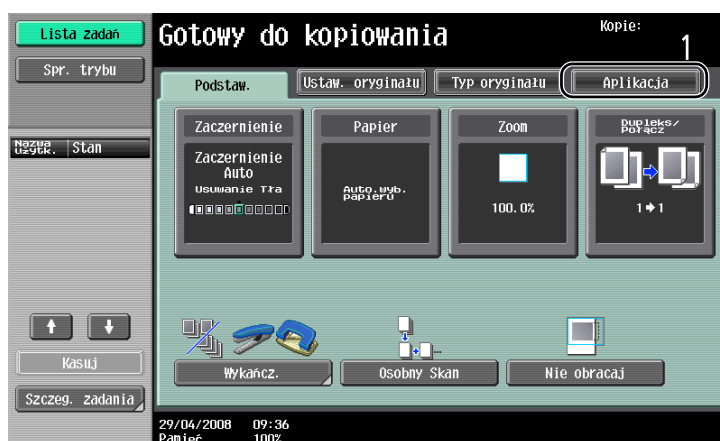 Lista zadań
Spr. trybu
Nazwa Użytk.
Stan
Kasuj
Szczeg. zadania
Gotowy do kopiowania
Kopie:
1
Podstaw.
Ustaw. oryginału
Typ oryginału
Aplikacja
Zaczernienie
Zaczernienie
Auto
Usuwanie Tła
Papier
Auto.wyb.
papieru
Zoom
100.0%
Dupleks/
Połącz
1➔1
Wykańcz.
Osobny Skan
Nie obracaj
29/04/2008 09:36
Pamięć 100%